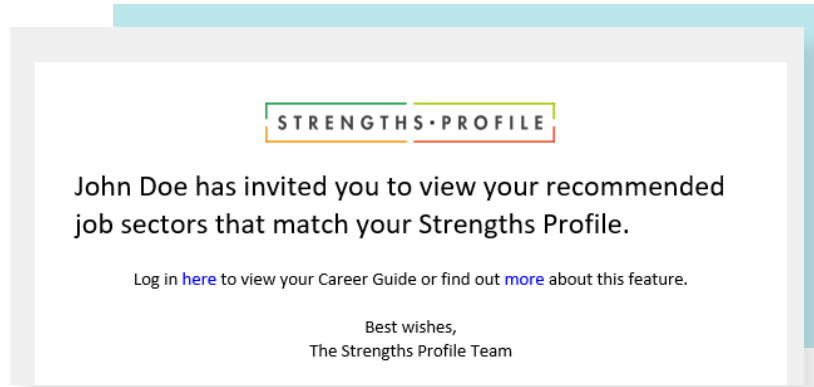 STRENGTHS·PROFILE
John Doe has invited you to view your recommended
job sectors that match your Strengths Profile.
Log in here to view your Career Guide or find out more about this feature.
Best wishes,
The Strengths Profile Team